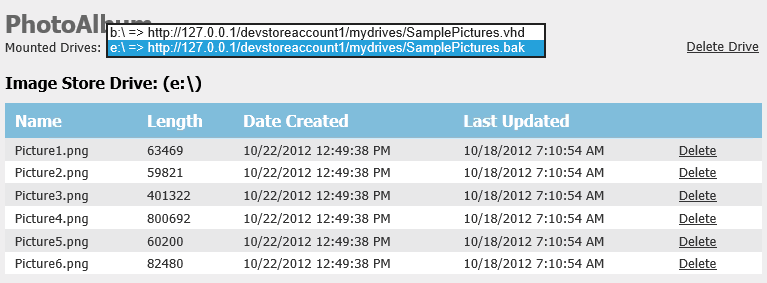 PhotoAlbum
Mounted Drives: b:\ => http://127.0.0.1/devstoreaccount1/mydrives/SamplePictures.vhd
e:\ => http://127.0.0.1/devstoreaccount1/mydrives/SamplePictures.bak Delete Drive
Image Store Drive: (e:\)
Name Length Date Created Last Updated
Picture1.png 63469 10/22/2012 12:49:38 PM 10/18/2012 7:10:54 AM Delete
Picture2.png 59821 10/22/2012 12:49:38 PM 10/18/2012 7:10:54 AM Delete
Picture3.png 401322 10/22/2012 12:49:38 PM 10/18/2012 7:10:54 AM Delete
Picture4.png 800692 10/22/2012 12:49:38 PM 10/18/2012 7:10:54 AM Delete
Picture5.png 60200 10/22/2012 12:49:38 PM 10/18/2012 7:10:54 AM Delete
Picture6.png 82480 10/22/2012 12:49:38 PM 10/18/2012 7:10:54 AM Delete